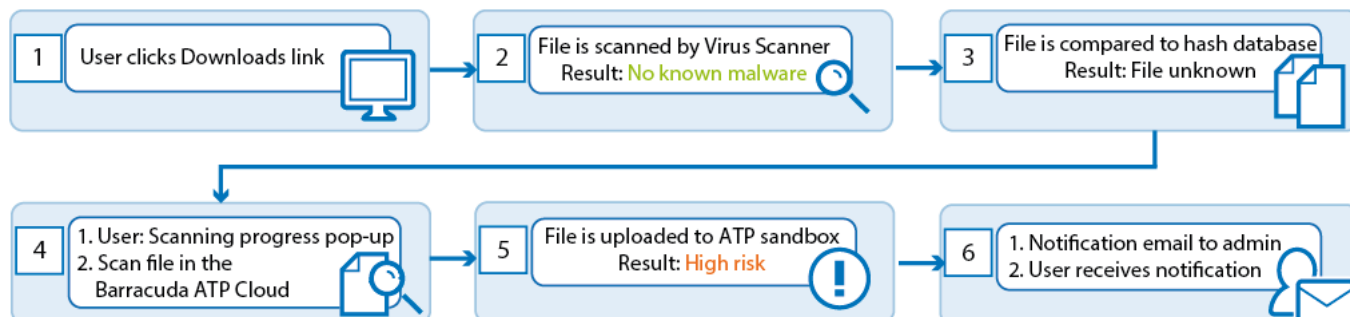 1
User clicks Downloads link
2
File is scanned by Virus Scanner
Result: No known malware
3
File is compared to hash database
Result: File unknown
4
1. User: Scanning progress pop-up
2. Scan file in the
Barracuda ATP Cloud
5
File is uploaded to ATP sandbox
Result: High risk
6
1. Notification email to admin
2. User receives notification